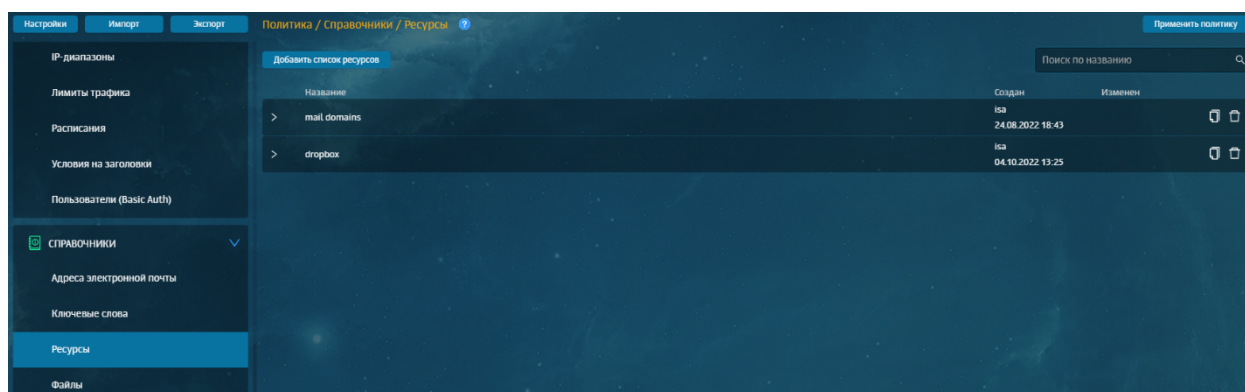 Настройки Импорт Экспорт
Политика / Справочники / Ресурсы ?
Применить политику
IP-диапазоны
Лимиты трафика
Расписания
Условия на заголовки
Пользователи (Basic Auth)
СПРАВОЧНИКИ
Адреса электронной почты
Ключевые слова
Ресурсы
Файлы
Добавить список ресурсов
Поиск по названию
Название Создан Изменен
mail domains isa
24.08.2022 18:43
dropbox isa
04.10.2022 13:25